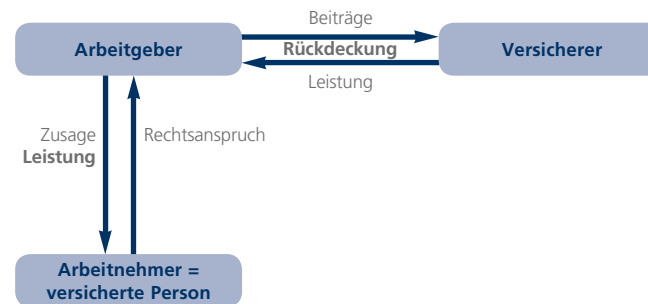 Beiträge
Arbeitgeber
Rückdeckung
Versicherer
Leistung
Zusage
Leistung
Rechtsanspruch
Arbeitnehmer =
versicherte Person